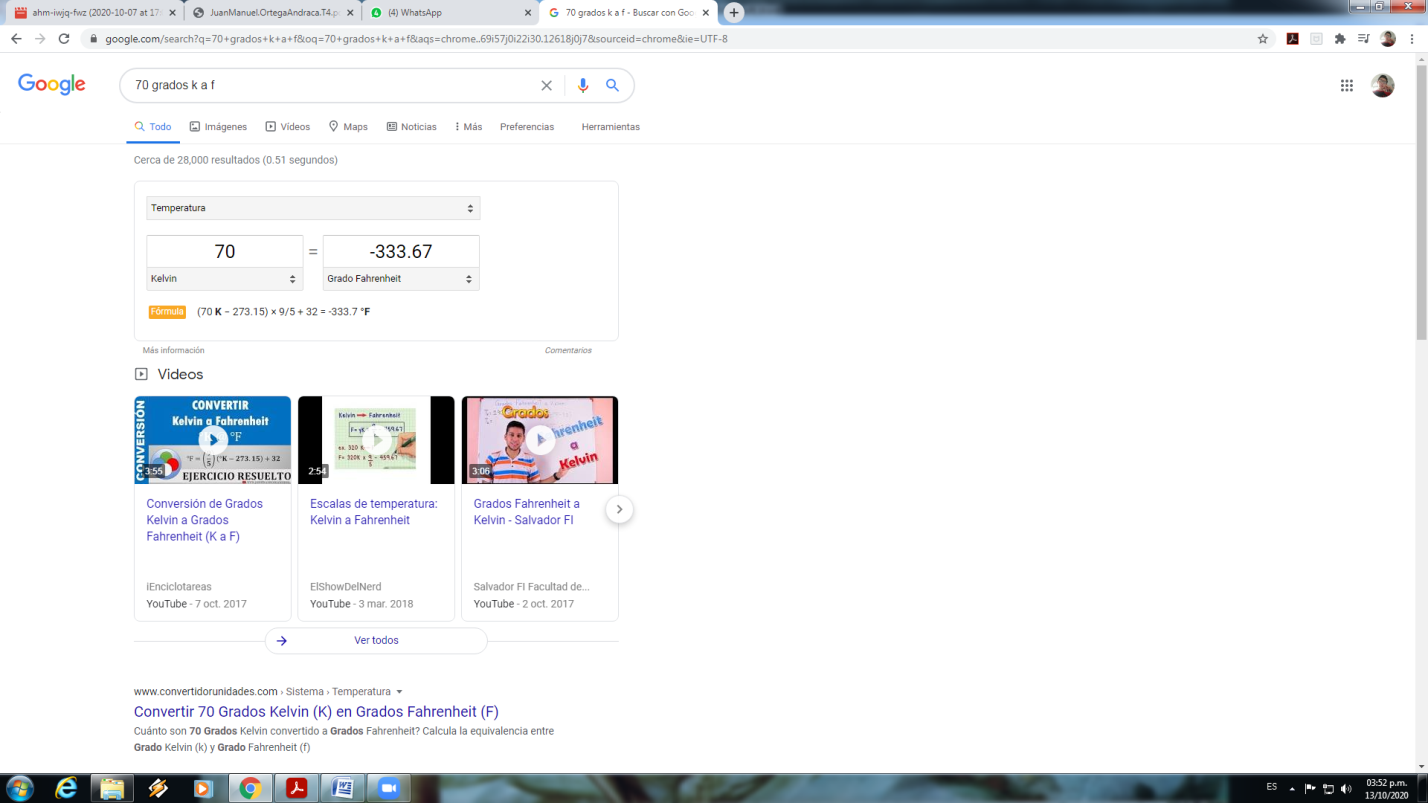 ahm-iwjq-fwz (2020-10-07 at 17
JuanManuel.OrtegaAndraca.T4.p
(4) WhatsApp
70 grados k a f - Buscar con Goo
google.com/search?q=70+grados+k+a+f&oq=70+grados+k+a+f&aqs=chrome..69i57j0i22i30.12618j0j7&sourceid=chrome&ie=UTF-8
Google
70 grados k a f
Todo Imágenes Videos Maps Noticias Más Preferencias Herramientas
Cerca de 28,000 resultados (0.51 segundos)
Temperatura
70 = -333.67
Kelvin Grado Fahrenheit
Fórmula (70 K − 273.15) × 9/5 + 32 = -333.7 °F
Más información Comentarios
Videos
CONVERSIÓN
CONVERTIR
Kelvin a Fahrenheit
°F
°F = (9/5)(°K − 273.15) + 32
EJERCICIO RESUELTO
3:55
Kelvin Fahrenheit
2:54
Grados
Fahrenheit
a
Kelvin
3:06
Conversión de Grados
Kelvin a Grados
Fahrenheit (K a F)
iEnciclotareas
YouTube - 7 oct. 2017
Escalas de temperatura:
Kelvin a Fahrenheit
ElShowDelNerd
YouTube - 3 mar. 2018
Grados Fahrenheit a
Kelvin - Salvador FI
Salvador FI Facultad de...
YouTube - 2 oct. 2017
Ver todos
www.convertidorunidades.com › Sistema › Temperatura
Convertir 70 Grados Kelvin (K) en Grados Fahrenheit (F)
Cuánto son 70 Grados Kelvin convertido a Grados Fahrenheit? Calcula la equivalencia entre
Grado Kelvin (k) y Grado Fahrenheit (f)
ES
03:52 p.m.
13/10/2020